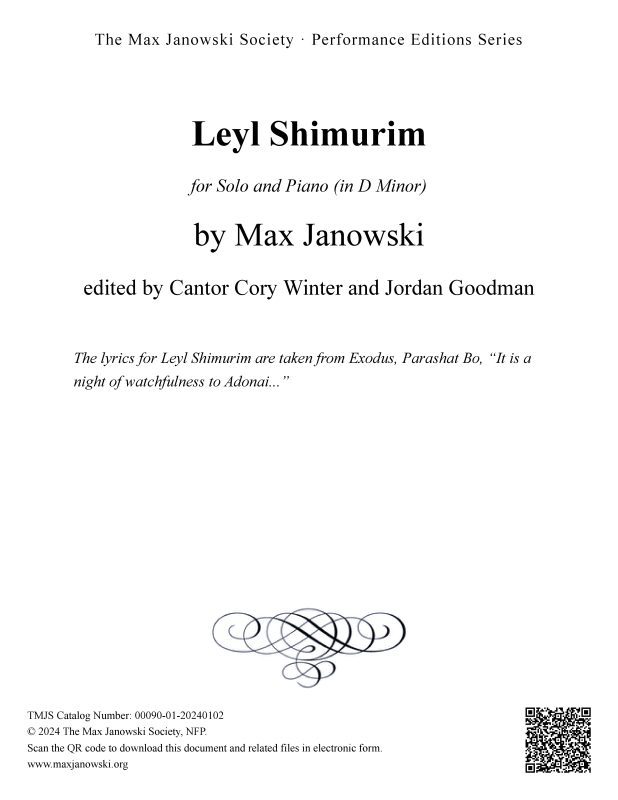 The Max Janowski Society · Performance Editions Series
Leyl Shimurim
for Solo and Piano (in D Minor)
by Max Janowski
edited by Cantor Cory Winter and Jordan Goodman
The lyrics for Leyl Shimurim are taken from Exodus, Parashat Bo, “It is a
night of watchfulness to Adonai...”
TMJS Catalog Number: 00090-01-20240102
© 2024 The Max Janowski Society, NFP.
Scan the QR code to download this document and related files in electronic form.
www.maxjanowski.org